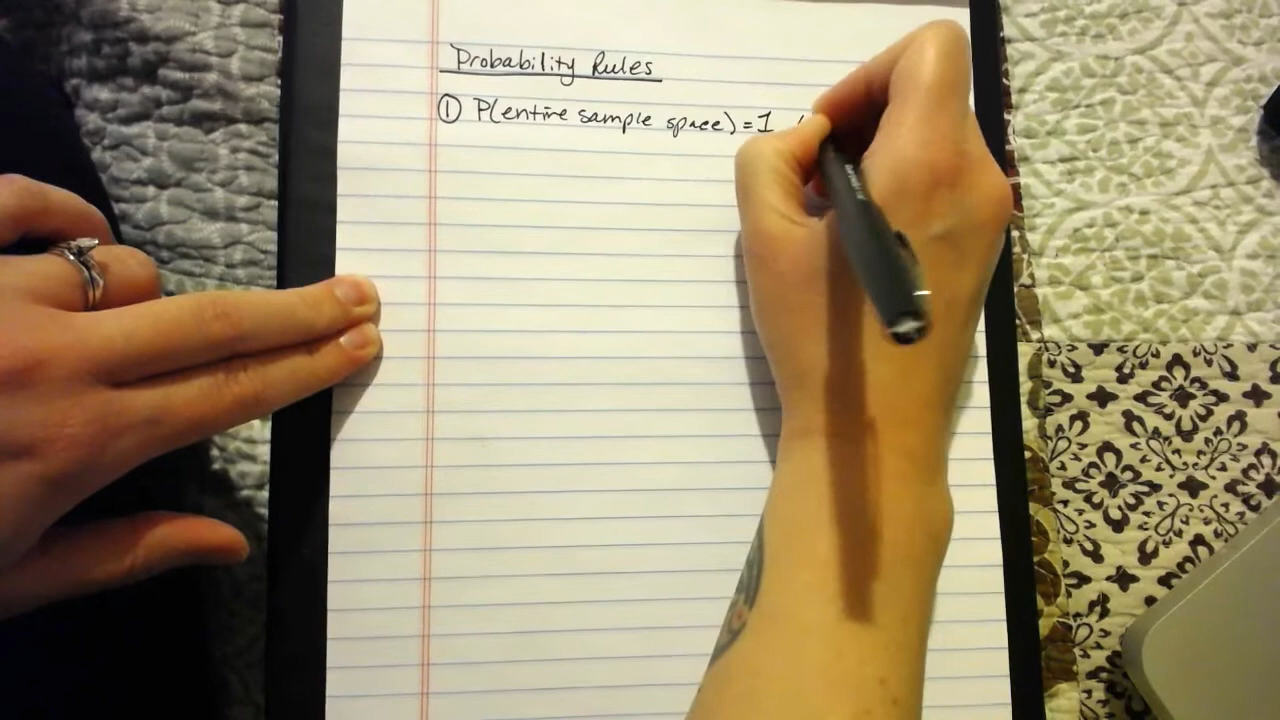 Probability Rules
① P(entire sample space) = 1